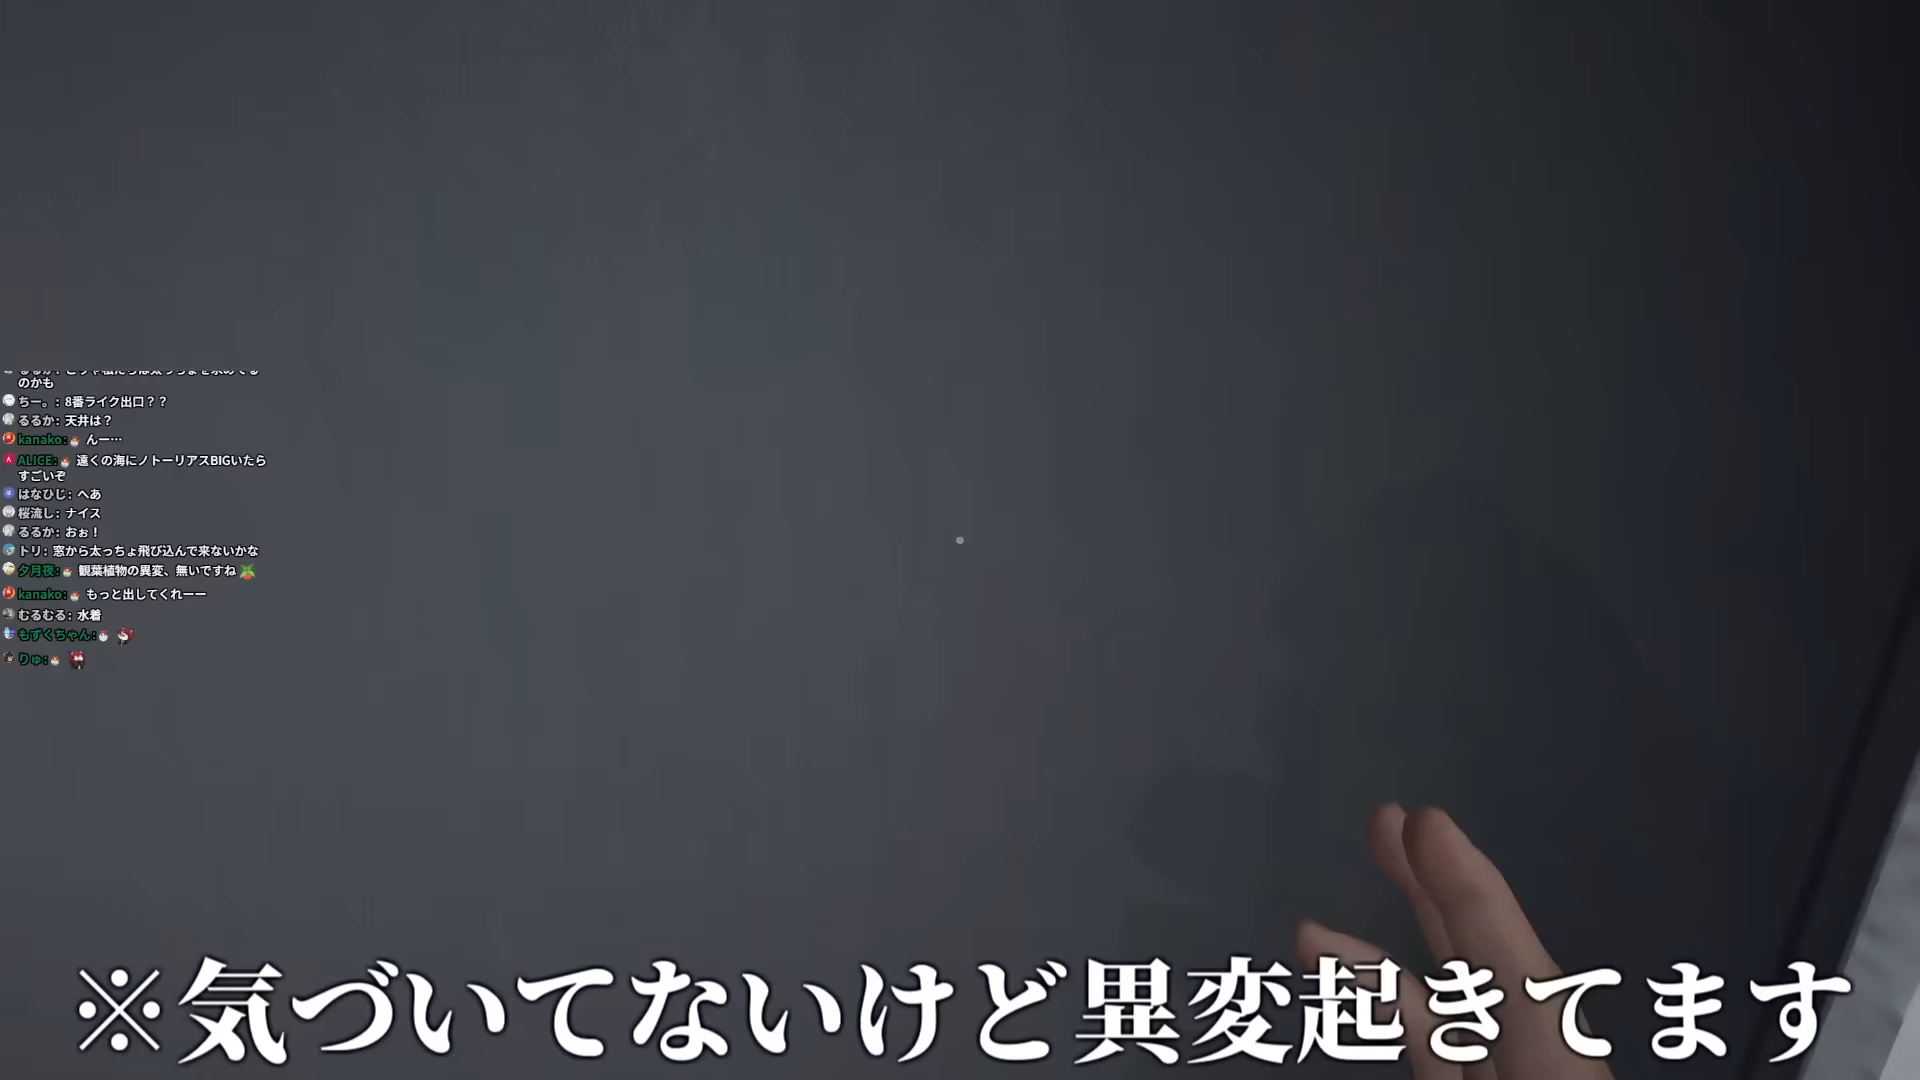 のかも
ちー。: 8番ライク出口？？
るるか: 天井は？
kanako: んー…
ALICE: 遠くの海にノトーリアスBIGいたら
すごいぞ
はなひじ: へあ
桜流し: ナイス
るるか: おぉ！
トリ: 窓から太っちょ飛び込んで来ないかな
夕月夜: 観葉植物の異変、無いですね
kanako: もっと出してくれーー
むるむる: 水着
もずくちゃん:
りゅ:
※気づいてないけど異変起きてます